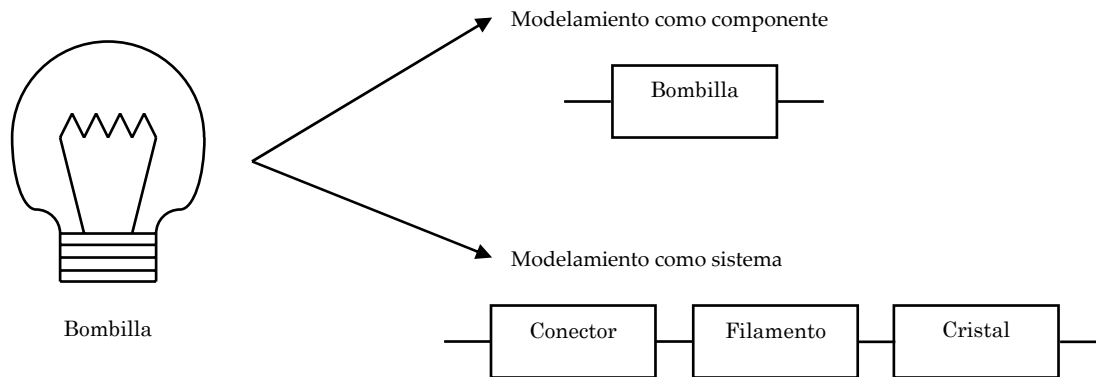 Modelamiento como componente
Bombilla
Modelamiento como sistema
Bombilla
Conector
Filamento
Cristal